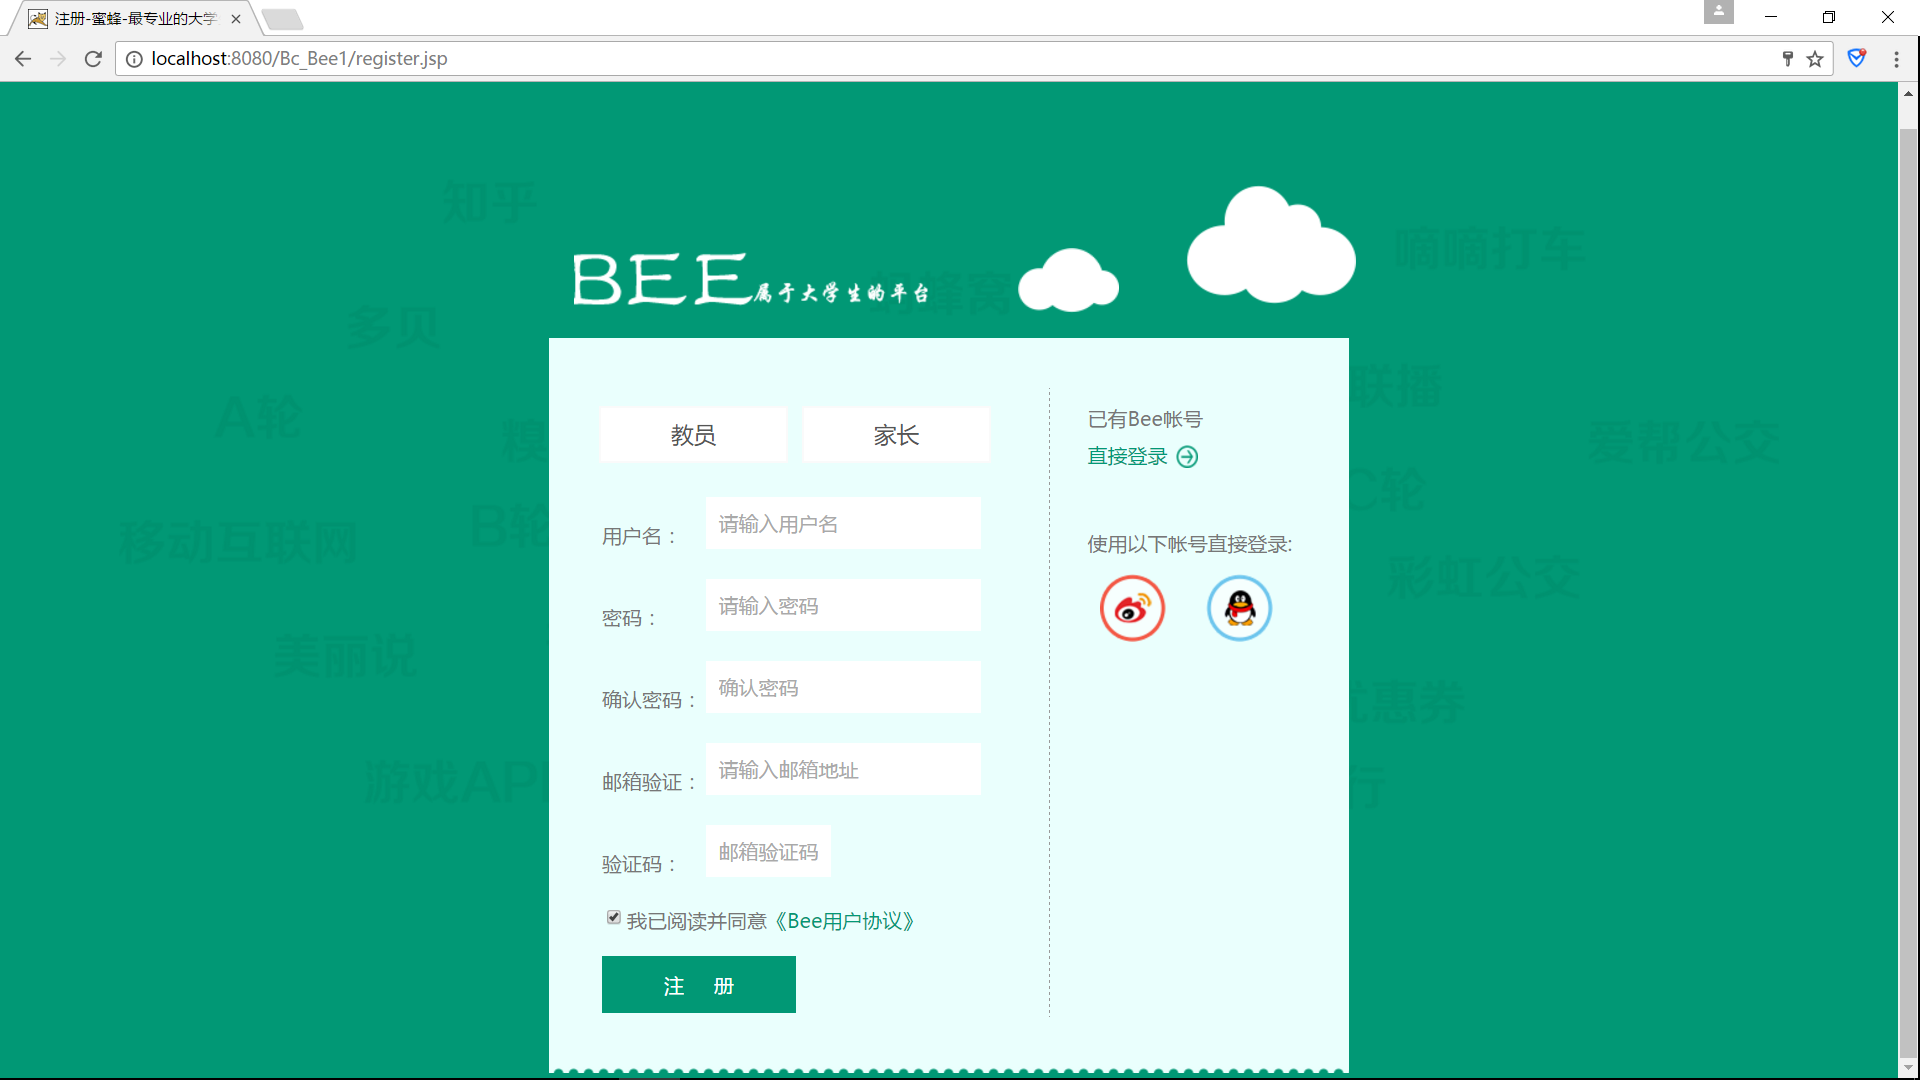 注册-蜜蜂-最专业的大学
localhost:8080/Bc_Bee1/register.jsp
知乎
嘀嘀打车
BEE属于大学生的平台
蚂蜂窝
多贝
联播
A轮
糗
爱帮公交
教员
家长
已有Bee帐号
直接登录
C轮
B轮
移动互联网
用户名：
请输入用户名
使用以下帐号直接登录:
彩虹公交
密码：
请输入密码
美丽说
确认密码：
确认密码
优惠券
游戏AP
邮箱验证：
请输入邮箱地址
行
验证码：
邮箱验证码
我已阅读并同意《Bee用户协议》
注 册